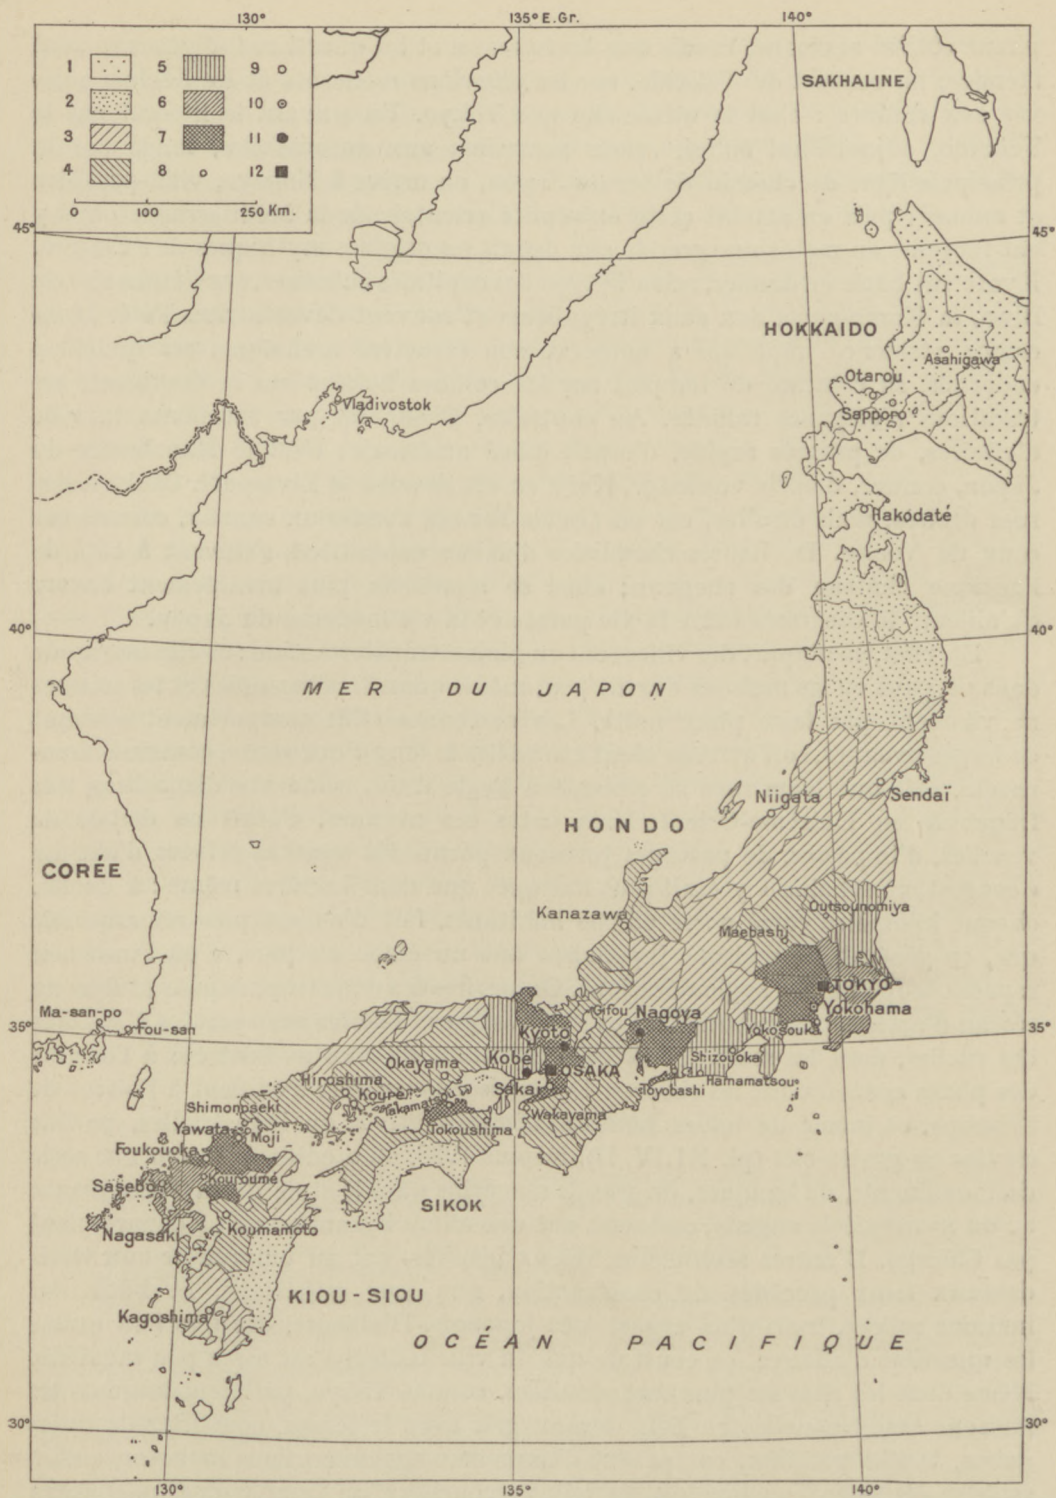 130° 135° E.Gr. 140°
1 5 9
2 6 10
3 7 11
4 8 12
0 100 250 Km.
SAKHALINE
45° 45°
HOKKAIDO
Asahigawa
Otarou
Vladivostok
Sapporo
Hakodaté
40° 40°
MER DU JAPON
Niigata
Sendaï
HONDO
CORÉE
Outsounomiya
Kanazawa
Maebashi
TOKYO
Ma-san-po
Gifou
Nagoya
Yokohama
35° 35°
Fou-san
Kyoto
Yokosouka
Kobé
Shizouoka
Okayama
OSAKA
Hiroshima
Hamamatsou
Kouré
Sakai
Toyobashi
Takamatsou
Shimonoseki
Wakayama
Yawata
Moji
Tokoushima
Foukouoka
Kouroumé
Sasebo
SIKOK
Nagasaki
Koumamoto
KIOU-SIOU
Kagoshima
OCÉAN PACIFIQUE
30° 30°
130° 135° 140°